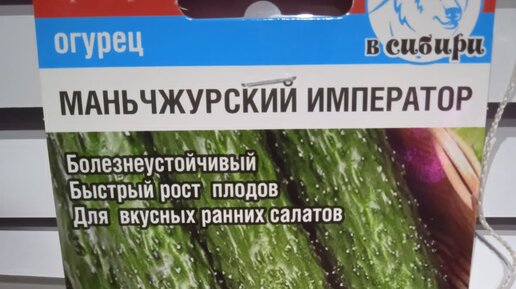 огурец
в сибири
МАНЬЧЖУРСКИЙ ИМПЕРАТОР
Болезнеустойчивый
Быстрый рост плодов
Для вкусных ранних салатов